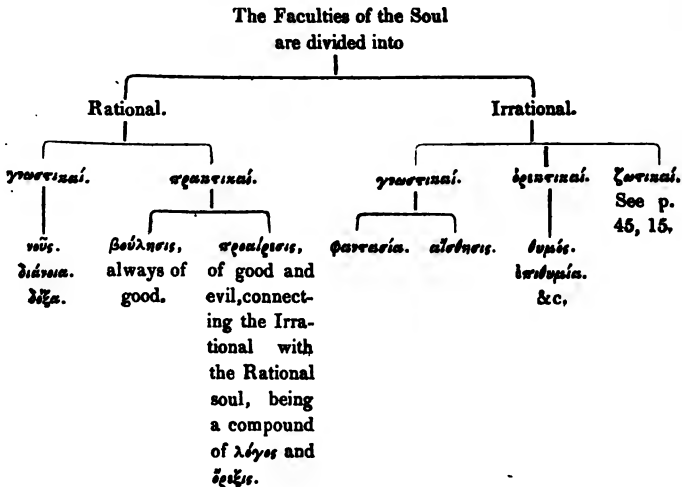 The Faculties of the Soul
are divided into
Rational.
Irrational.
γνωστικαί.
πρακτικαί.
γνωστικαί.
ὀρεκτικαί.
ζωτικαί.
See p.
45, 15.
νοῦς.
διάνοια.
δόξα.
βούλησις,
always of
good.
προαίρεσις,
of good and
evil,connect-
ing the Irra-
tional with
the Rational
soul, being
a compound
of λόγος and
ὄρεξις.
φαντασία.
αἴσθησις.
θυμός.
ἐπιθυμία.
&c,